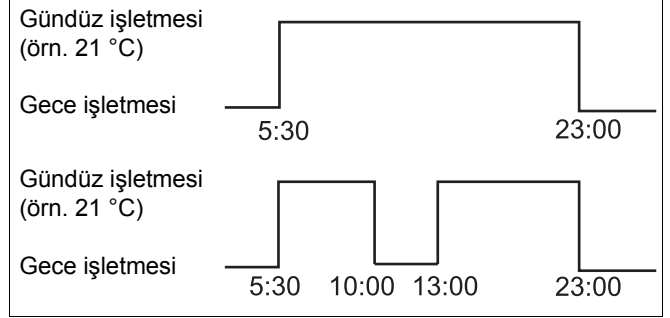 Gündüz işletmesi
(örn. 21 °C)
Gece işletmesi
5:30 23:00
Gündüz işletmesi
(örn. 21 °C)
Gece işletmesi
5:30 10:00 13:00 23:00